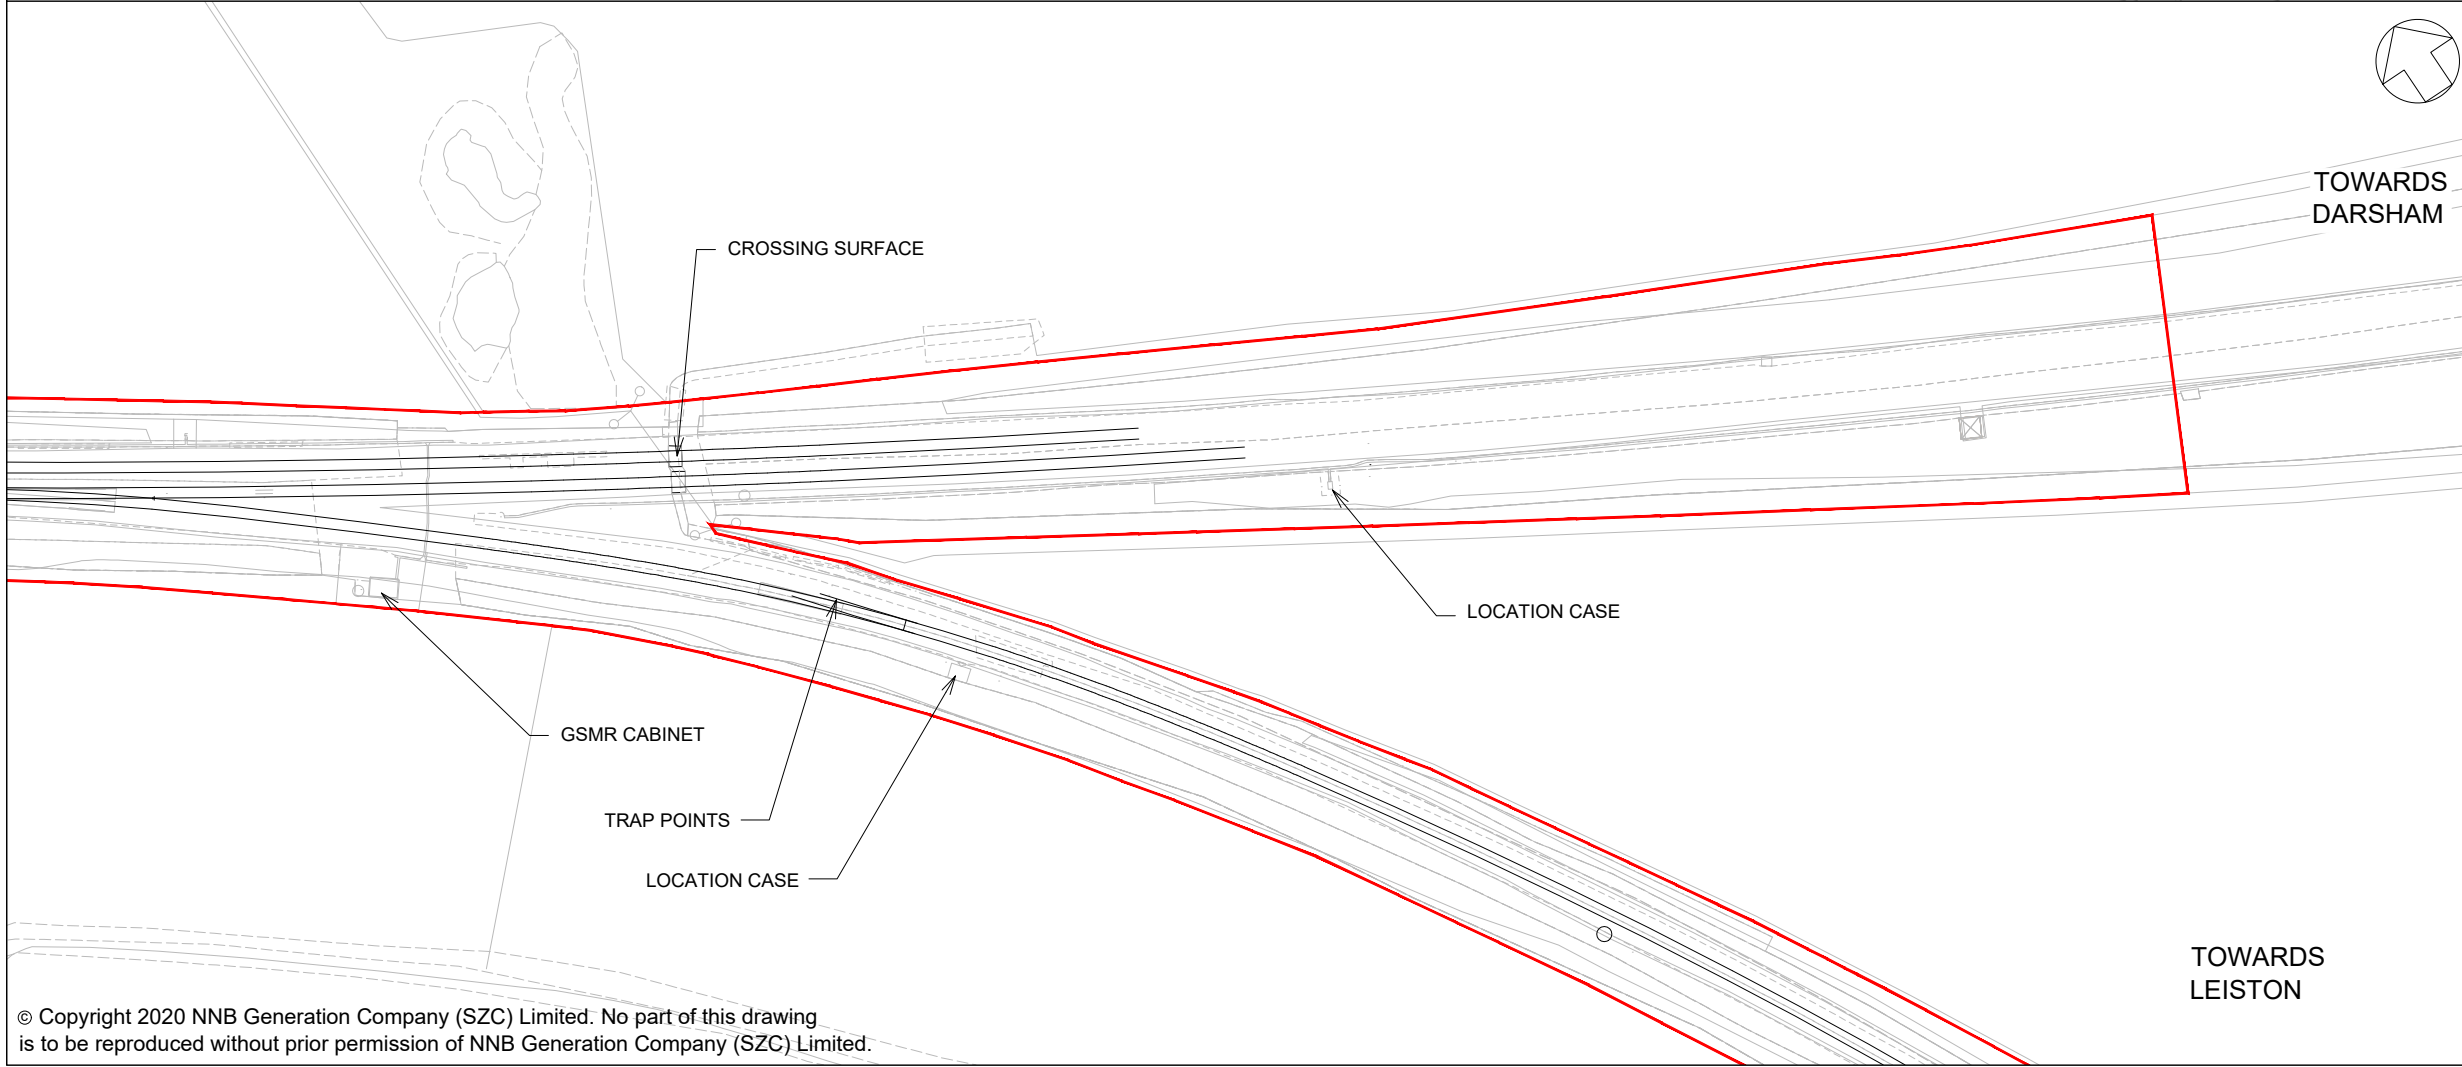 TOWARDS
DARSHAM
CROSSING SURFACE
LOCATION CASE
GSMR CABINET
TRAP POINTS
LOCATION CASE
TOWARDS
LEISTON
© Copyright 2020 NNB Generation Company (SZC) Limited. No part of this drawing
is to be reproduced without prior permission of NNB Generation Company (SZC) Limited.